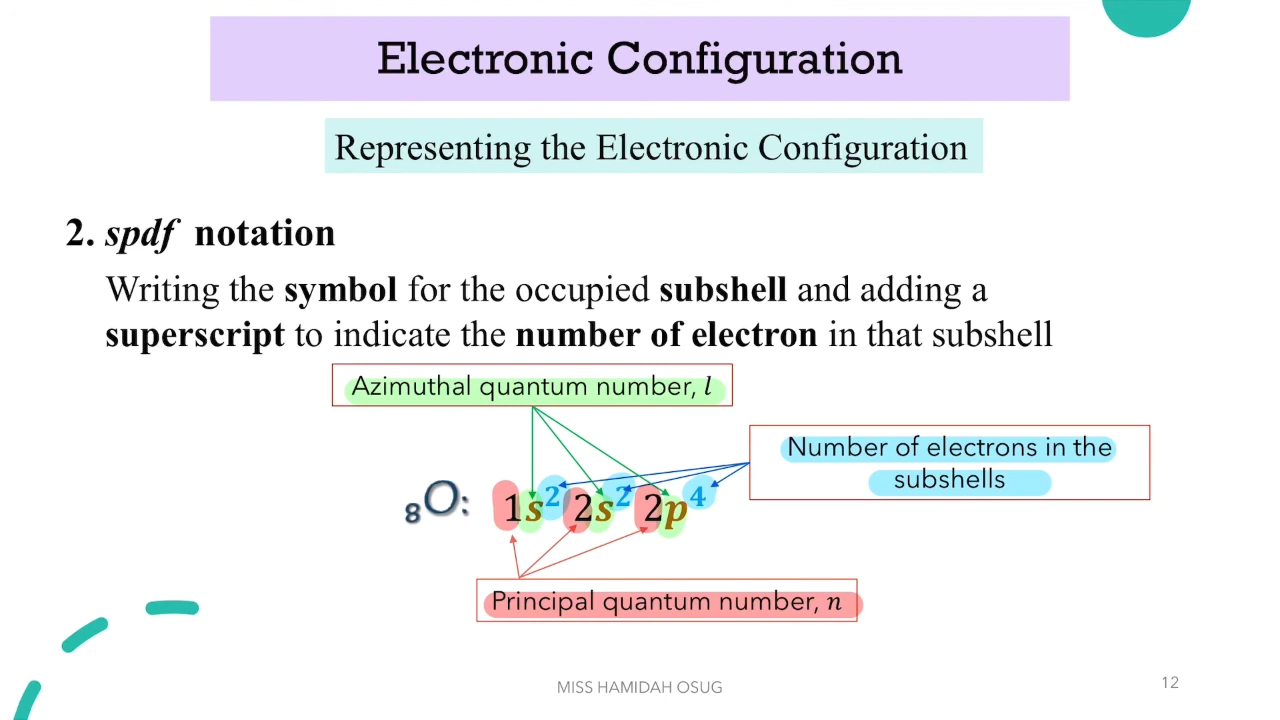 Electronic Configuration
Representing the Electronic Configuration
2. spdf notation
Writing the symbol for the occupied subshell and adding a
superscript to indicate the number of electron in that subshell
Azimuthal quantum number, l
Number of electrons in the
subshells
₈O: 1s² 2s² 2p⁴
Principal quantum number, n
MISS HAMIDAH OSUG
12